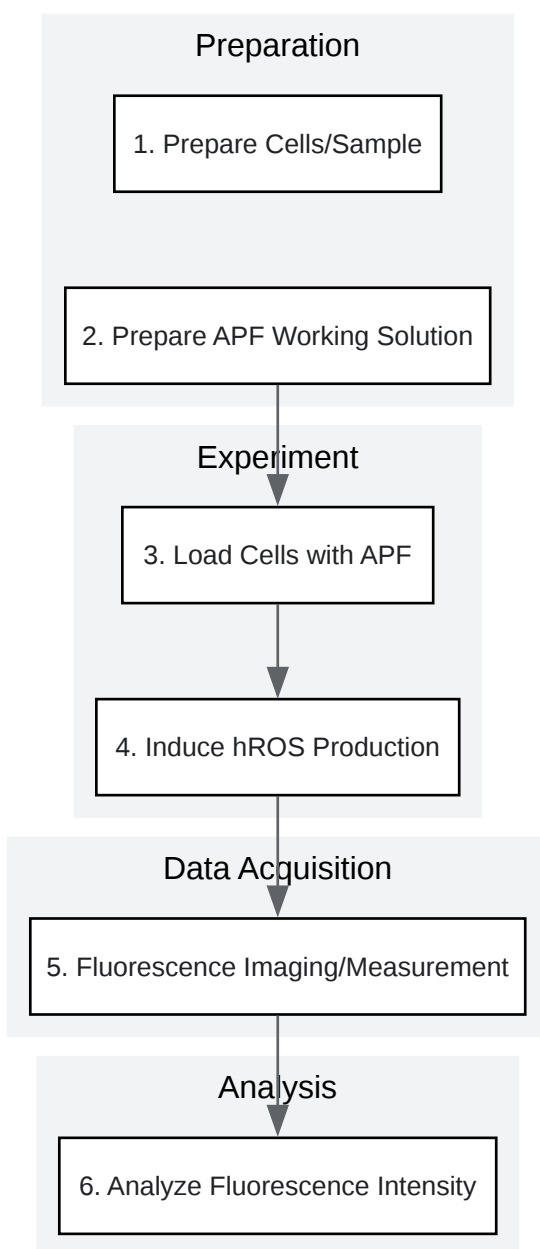 Preparation
1. Prepare Cells/Sample
2. Prepare APF Working Solution
Experiment
3. Load Cells with APF
4. Induce hROS Production
Data Acquisition
5. Fluorescence Imaging/Measurement
Analysis
6. Analyze Fluorescence Intensity